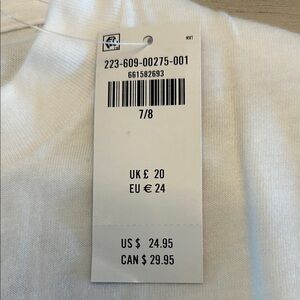 223-609-00275-001
661582693
7/8
UK £ 20
EU € 24
US $ 24.95
CAN $ 29.95